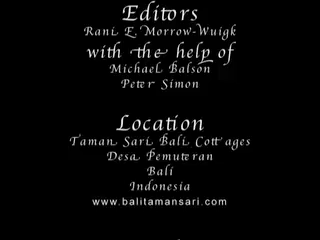 Editors
Rani E. Morrow-Wuigk
with the help of
Michael Balson
Peter Simon
Location
Taman Sari Bali Cottages
Desa Pemuteran
Bali
Indonesia
www.balitamansari.com